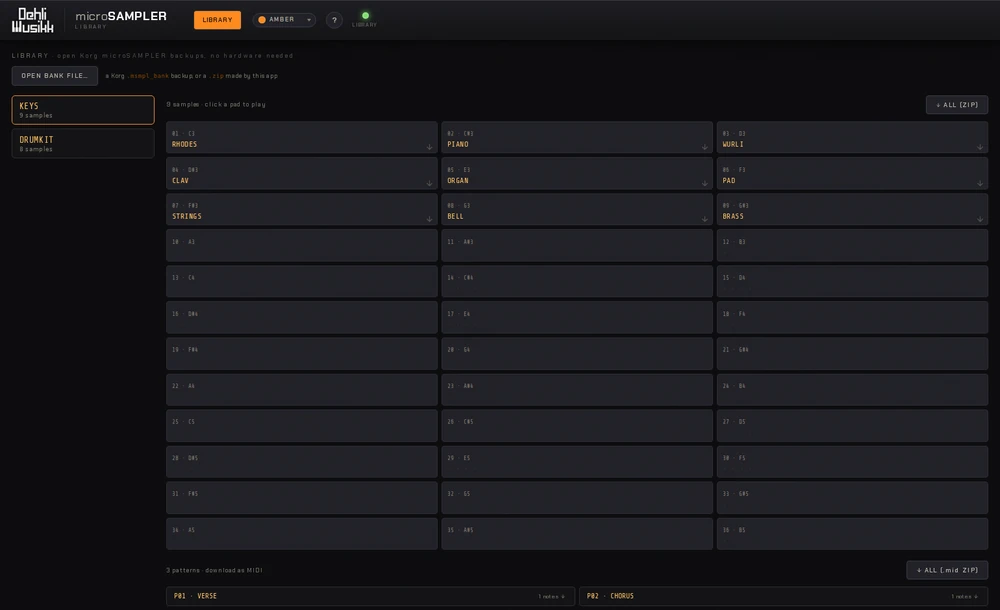 Dehli
Musikk
microSAMPLER
LIBRARY
LIBRARY
AMBER
?
LIBRARY
LIBRARY · open Korg microSAMPLER backups, no hardware needed
OPEN BANK FILE…
a Korg .msmpl_bank backup, or a .zip made by this app
KEYS
9 samples
DRUMKIT
8 samples
9 samples · click a pad to play
↓ ALL (ZIP)
01 · C3
RHODES
02 · C#3
PIANO
03 · D3
WURLI
04 · D#3
CLAV
05 · E3
ORGAN
06 · F3
PAD
07 · F#3
STRINGS
08 · G3
BELL
09 · G#3
BRASS
10 · A3
11 · A#3
12 · B3
13 · C4
14 · C#4
15 · D4
16 · D#4
17 · E4
18 · F4
19 · F#4
20 · G4
21 · G#4
22 · A4
23 · A#4
24 · B4
25 · C5
26 · C#5
27 · D5
28 · D#5
29 · E5
30 · F5
31 · F#5
32 · G5
33 · G#5
34 · A5
35 · A#5
36 · B5
3 patterns · download as MIDI
↓ ALL (.mid ZIP)
P01 · VERSE
1 notes ↓
P02 · CHORUS
1 notes ↓